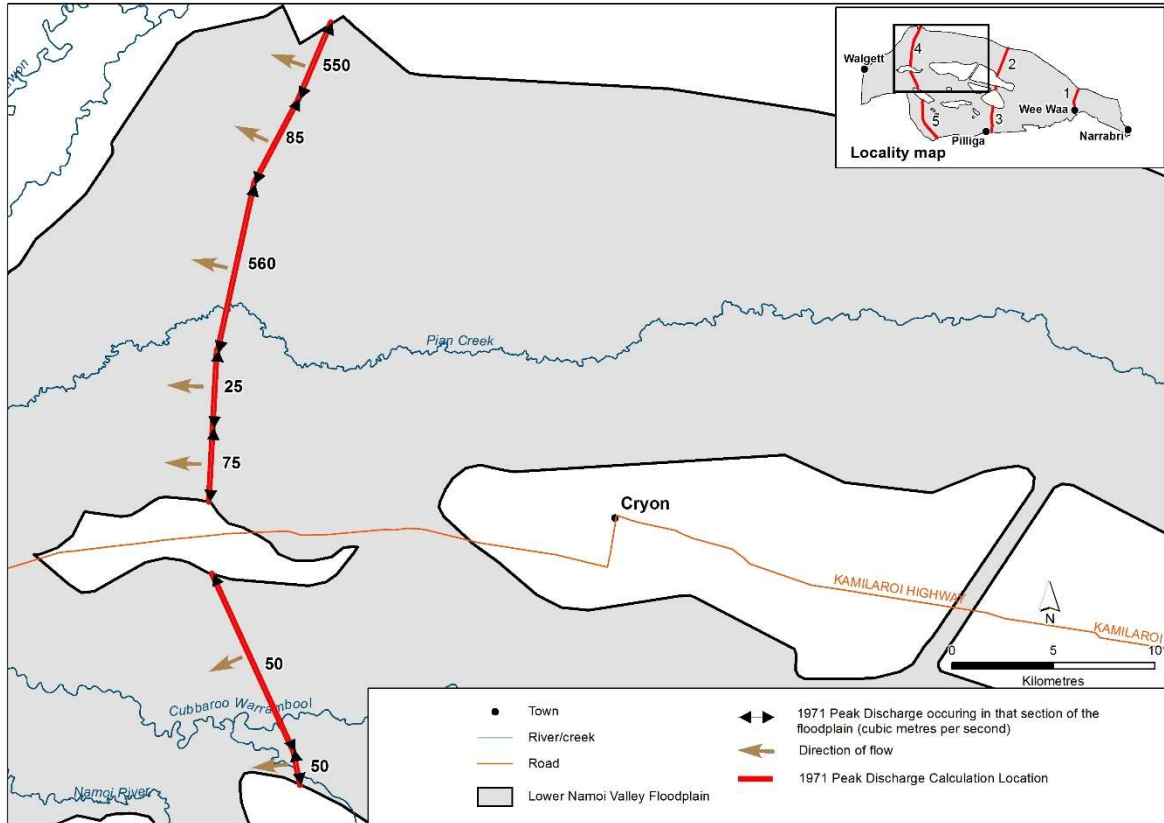 rwon
550
85
560
Pian Creek
25
75
Cryon
KAMILAROI HIGHWAY
KAMILAROI
N
0 5 10
Kilometres
50
Cubbaroo Warrambool
50
Namoi River
Walgett
4
2
1
Wee Waa
5
3
Pilliga
Narrabri
Locality map
Town
River/creek
Road
Lower Namoi Valley Floodplain
1971 Peak Discharge occuring in that section of the
floodplain (cubic metres per second)
Direction of flow
1971 Peak Discharge Calculation Location